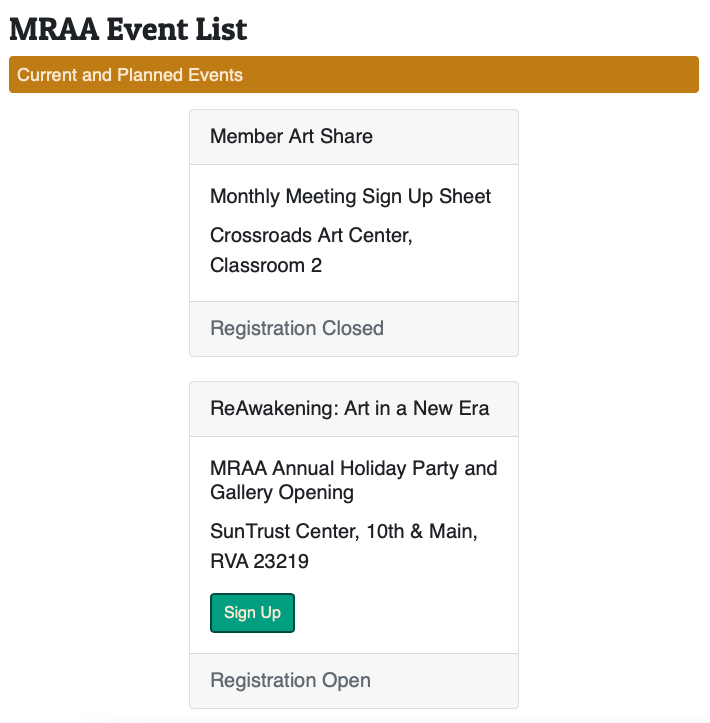 MRAA Event List
Current and Planned Events
Member Art Share
Monthly Meeting Sign Up Sheet
Crossroads Art Center,
Classroom 2
Registration Closed
ReAwakening: Art in a New Era
MRAA Annual Holiday Party and
Gallery Opening
SunTrust Center, 10th & Main,
RVA 23219
Sign Up
Registration Open